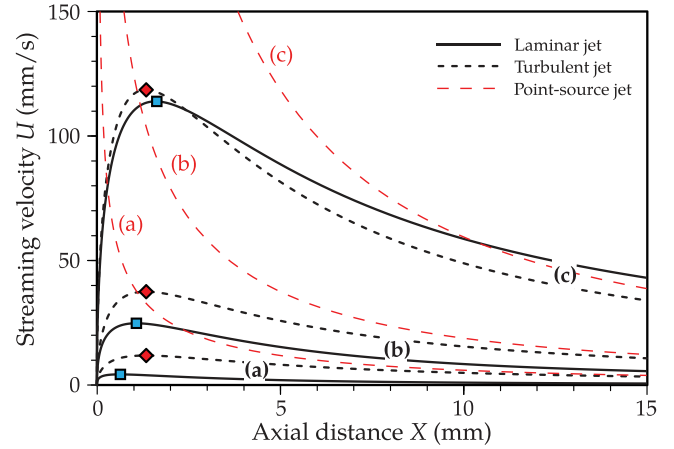 150
100
50
0
0
5
10
15
Streaming velocity U (mm/s)
Axial distance X (mm)
Laminar jet
Turbulent jet
Point-source jet
(c)
(b)
(a)
(c)
(b)
(a)